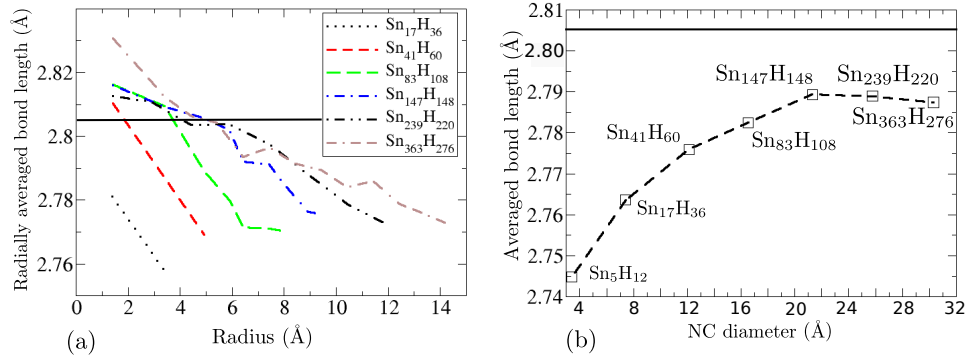 Radially averaged bond length (Å)
2.82
2.8
2.78
2.76
0 2 4 6 8 10 12 14
Radius (Å)
(a)
Sn₁₇H₃₆
Sn₄₁H₆₀
Sn₈₃H₁₀₈
Sn₁₄₇H₁₄₈
Sn₂₃₉H₂₂₀
Sn₃₆₃H₂₇₆
Averaged bond length (Å)
2.81
2.80
2.79
2.78
2.77
2.76
2.75
2.74
Sn₁₄₇H₁₄₈ Sn₂₃₉H₂₂₀
Sn₃₆₃H₂₇₆
Sn₄₁H₆₀
Sn₈₃H₁₀₈
Sn₁₇H₃₆
Sn₅H₁₂
4 8 12 16 20 24 28 32
NC diameter (Å)
(b)